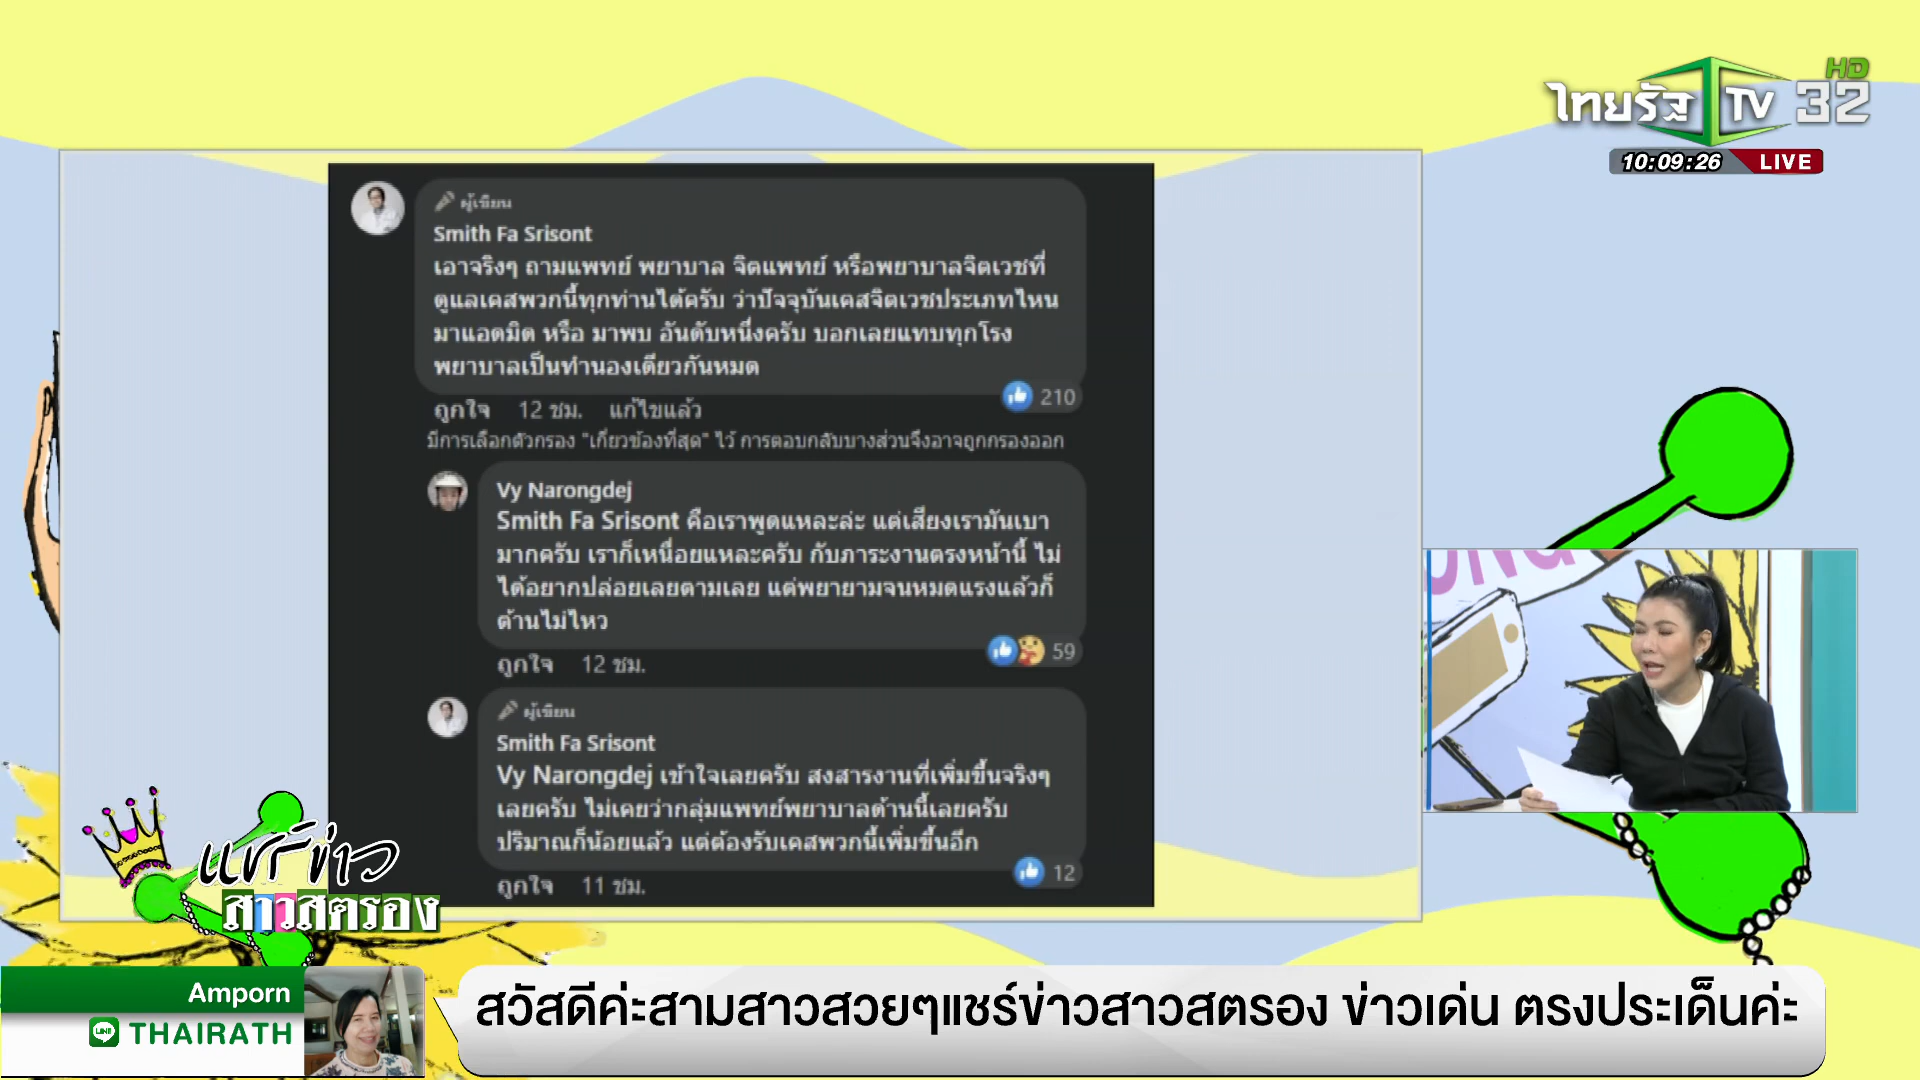 ไทยรัฐ TV HD 32
10:09:26 LIVE
ผู้เขียน
Smith Fa Srisont
เอาจริงๆ ถามแพทย์ พยาบาล จิตแพทย์ หรือพยาบาลจิตเวชที่
ดูแลเคสพวกนี้ทุกท่านได้ครับ ว่าปัจจุบันเคสจิตเวชประเภทไหน
มาแอดมิด หรือ มาพบ อันดับหนึ่งครับ บอกเลยแทบทุกโรง
พยาบาลเป็นทำนองเดียวกันหมด
210
ถูกใจ 12 ชม. แก้ไขแล้ว
มีการเลือกตัวกรอง "เกี่ยวข้องที่สุด" ไว้ การตอบกลับบางส่วนจึงอาจถูกกรองออก
Vy Narongdej
Smith Fa Srisont คือเราพูดแหละล่ะ แต่เสียงเรามันเบา
มากครับ เราก็เหนื่อยแหละครับ กับภาระงานตรงหน้านี้ ไม่
ได้อยากปล่อยเลยตามเลย แต่พยายามจนหมดแรงแล้วก็
ต้านไม่ไหว
59
ถูกใจ 12 ชม.
ผู้เขียน
Smith Fa Srisont
Vy Narongdej เข้าใจเลยครับ สงสารงานที่เพิ่มขึ้นจริงๆ
เลยครับ ไม่เคยว่ากลุ่มแพทย์พยาบาลด้านนี้เลยครับ
ปริมาณก็น้อยแล้ว แต่ต้องรับเคสพวกนี้เพิ่มขึ้นอีก
12
ถูกใจ 11 ชม.
แชร์ข่าว
สาวสตรอง
Amporn
LINE THAIRATH
สวัสดีค่ะสามสาวสวยๆแชร์ข่าวสาวสตรอง ข่าวเด่น ตรงประเด็นค่ะ